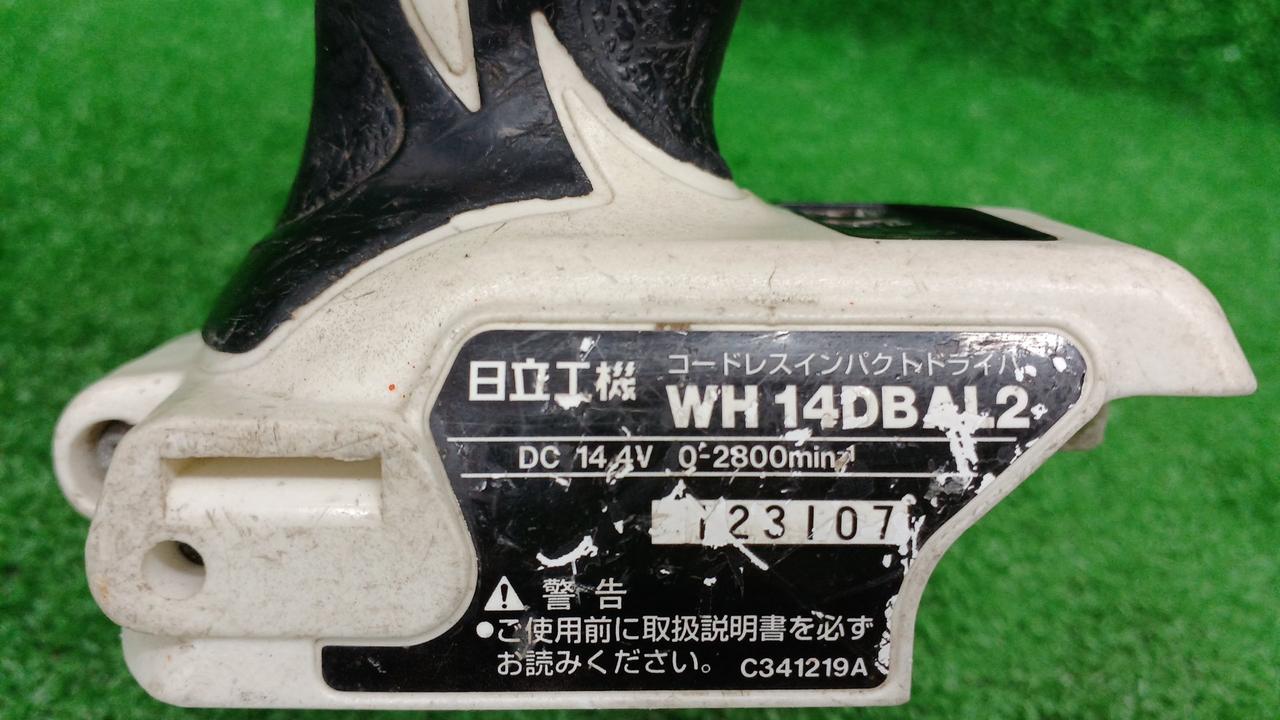 日立工機
コードレスインパクトドライバ
WH 14DBAL2
DC 14.4V 0-2800min⁻¹
123107
警告
●ご使用前に取扱説明書を必ず
お読みください。 C341219A